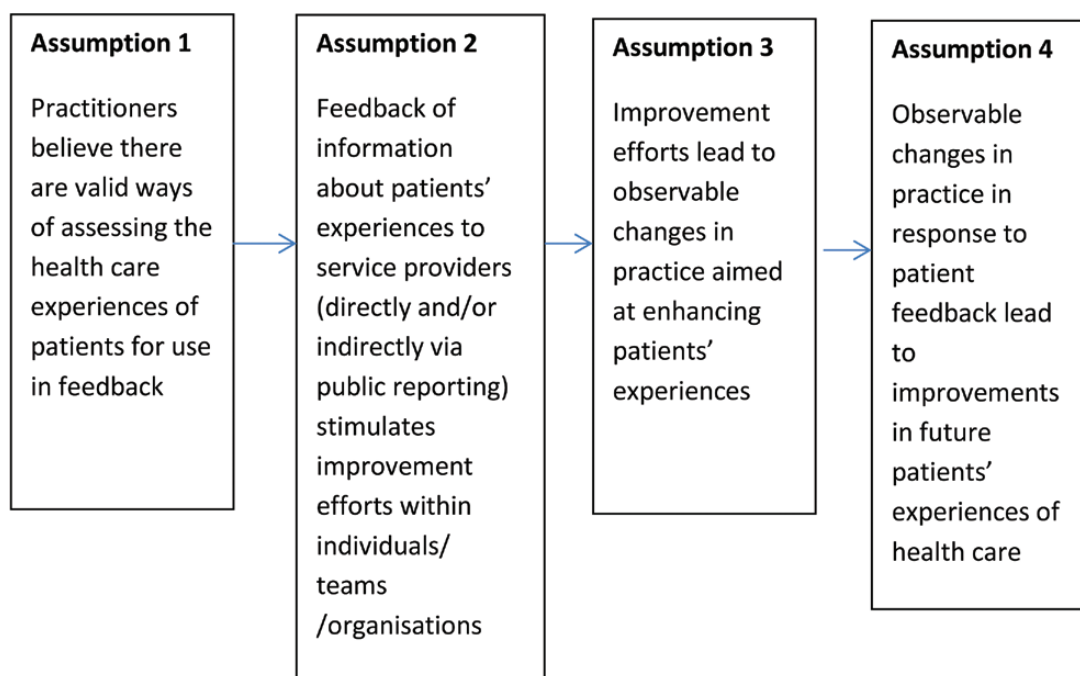 Assumption 1
Practitioners
believe there
are valid ways
of assessing the
health care
experiences of
patients for use
in feedback
Assumption 2
Feedback of
information
about patients’
experiences to
service providers
(directly and/or
indirectly via
public reporting)
stimulates
improvement
efforts within
individuals/
teams
/organisations
Assumption 3
Improvement
efforts lead to
observable
changes in
practice aimed
at enhancing
patients’
experiences
Assumption 4
Observable
changes in
practice in
response to
patient
feedback lead
to
improvements
in future
patients’
experiences of
health care